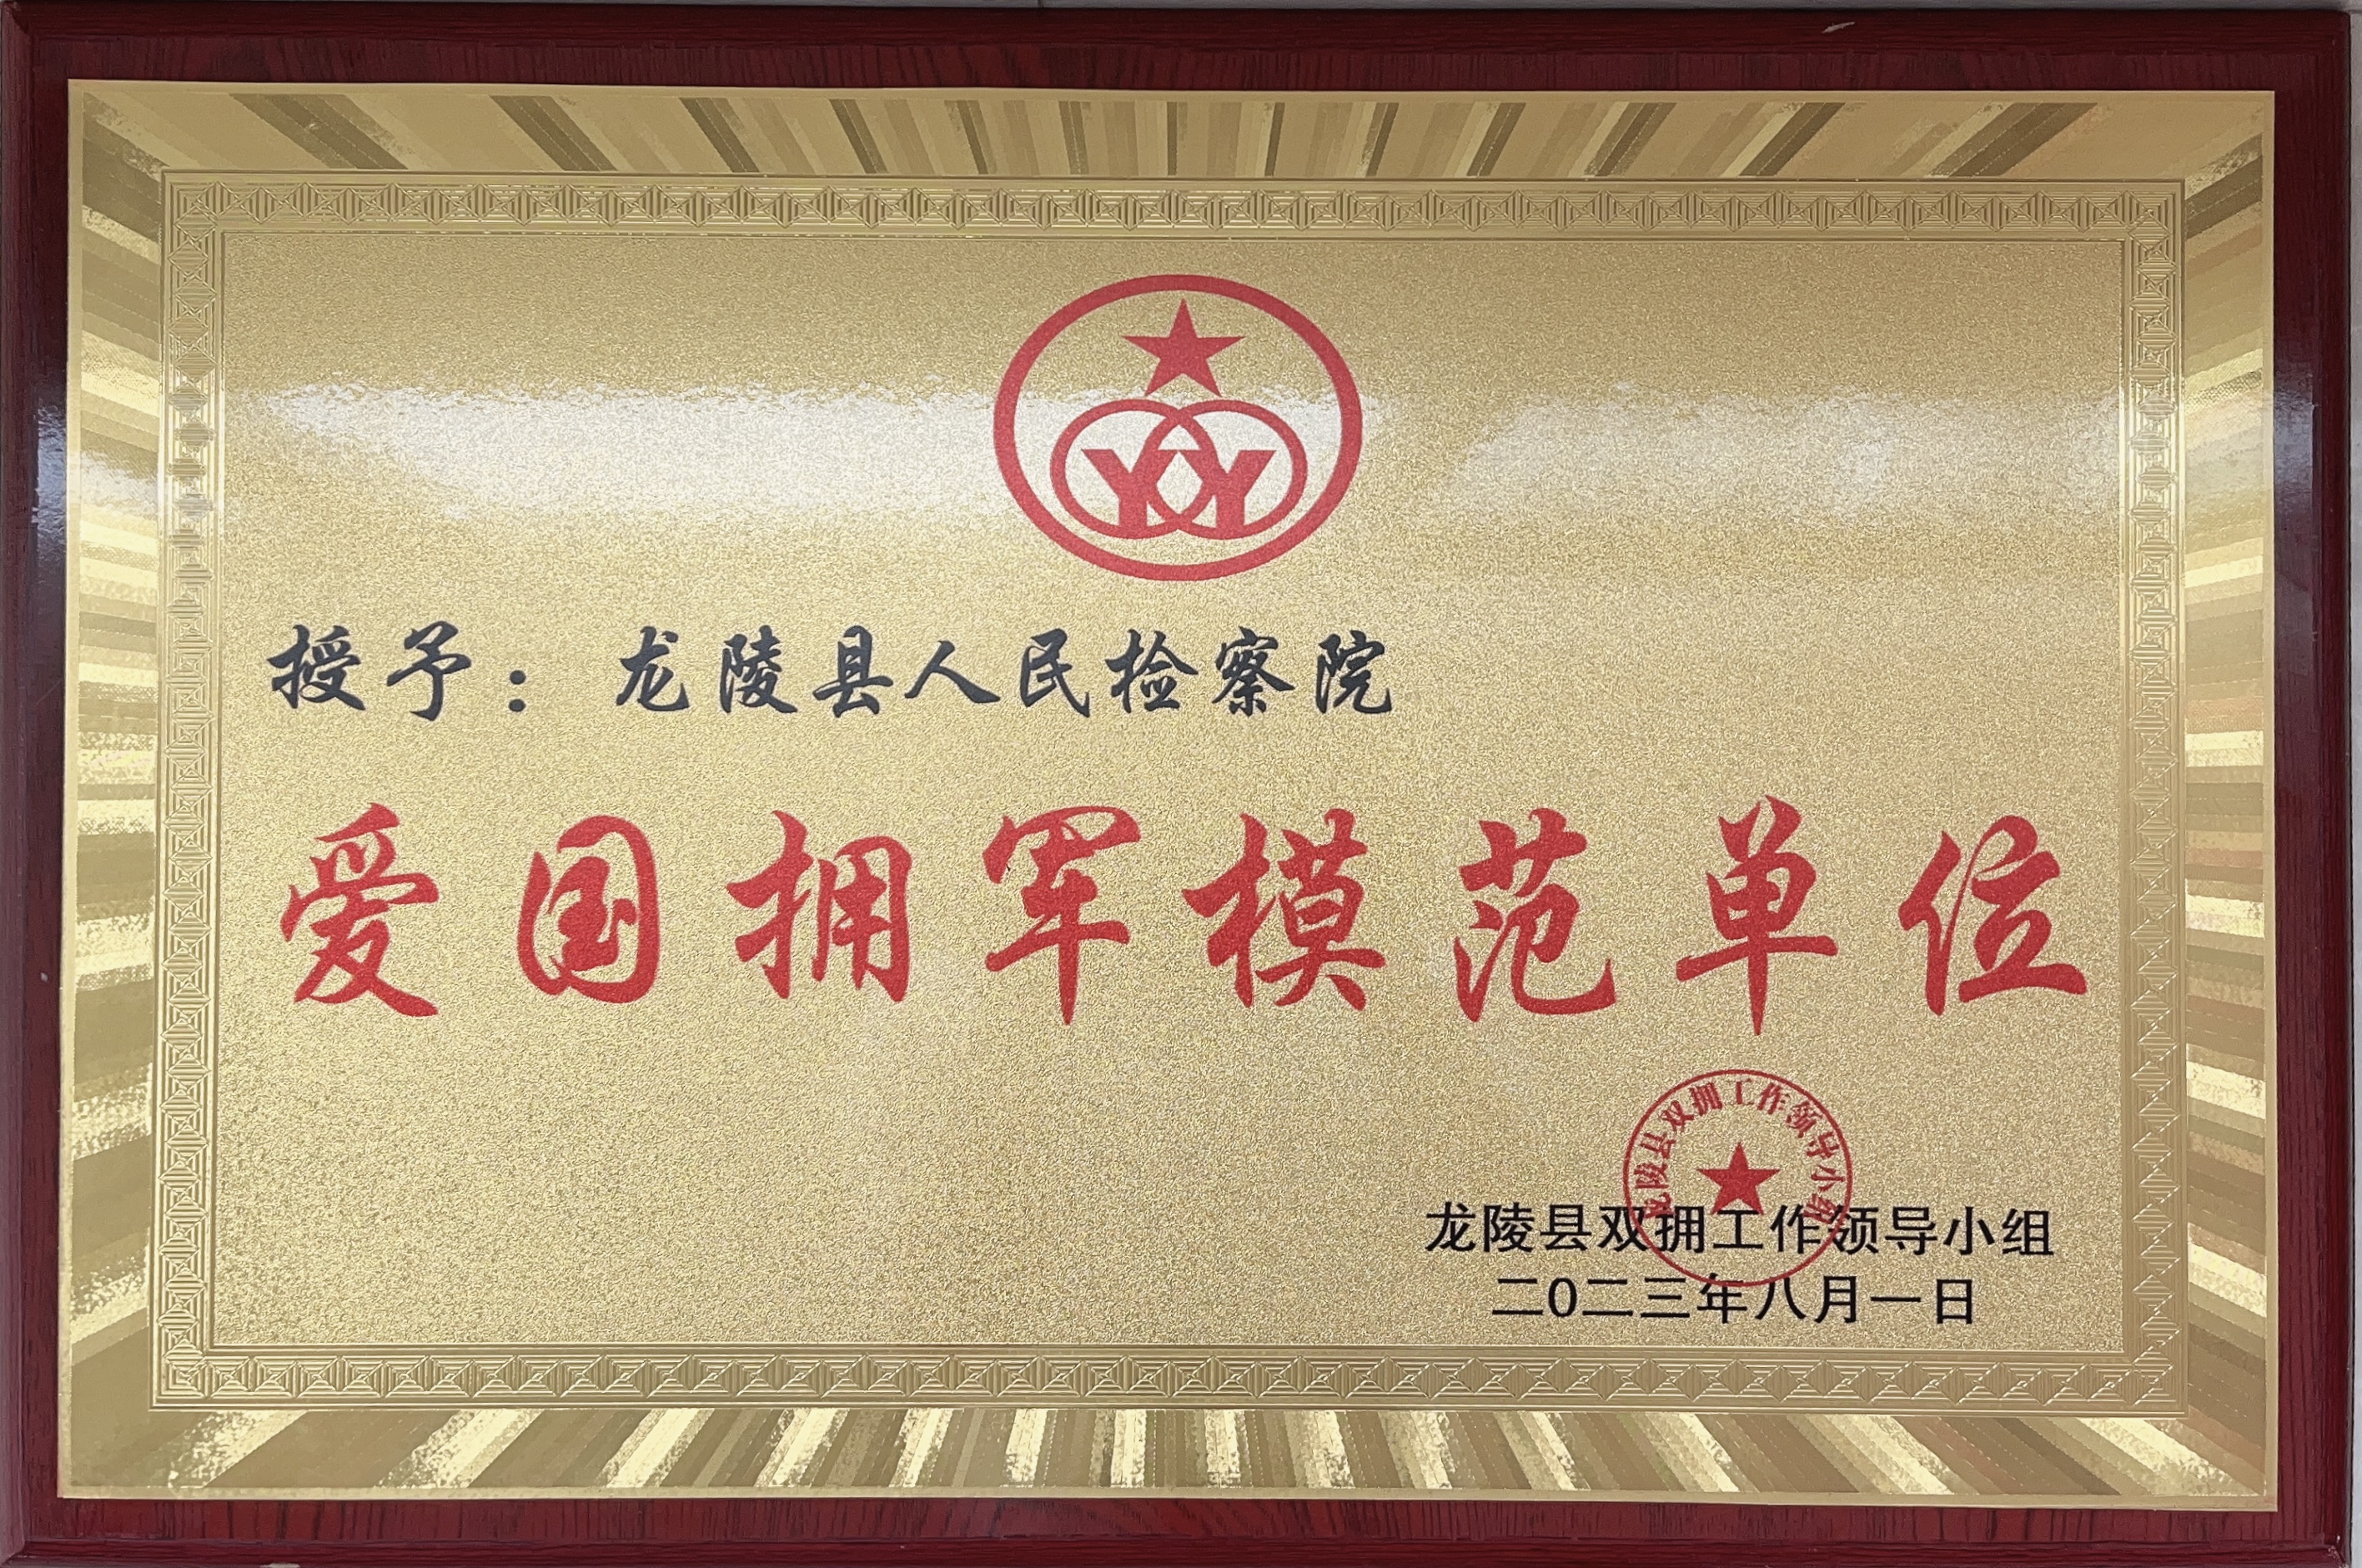 YY
授予：龙陵县人民检察院
爱国拥军模范单位
龙陵县双拥工作领导小组
龙陵县双拥工作领导小组
二0二三年八月一日